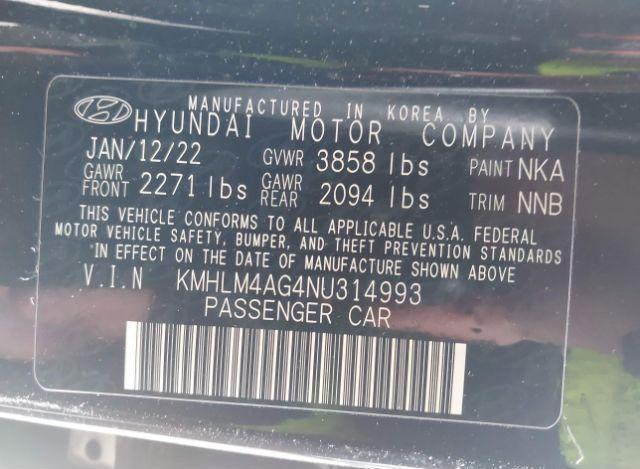 MANUFACTURED IN KOREA BY
HYUNDAI MOTOR COMPANY
JAN/12/22 GVWR 3858 lbs PAINT NKA
GAWR FRONT 2271 lbs GAWR REAR 2094 lbs TRIM NNB
THIS VEHICLE CONFORMS TO ALL APPLICABLE U.S.A. FEDERAL
MOTOR VEHICLE SAFETY, BUMPER, AND THEFT PREVENTION STANDARDS
IN EFFECT ON THE DATE OF MANUFACTURE SHOWN ABOVE
V.I.N KMHLM4AG4NU314993
PASSENGER CAR